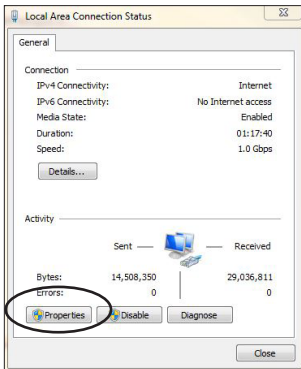 Local Area Connection Status
General
Connection
IPv4 Connectivity: Internet
IPv6 Connectivity: No Internet access
Media State: Enabled
Duration: 01:17:40
Speed: 1.0 Gbps
Details...
Activity
Sent Received
Bytes: 14,508,350 29,036,811
Errors: 0 0
Properties Disable Diagnose
Close